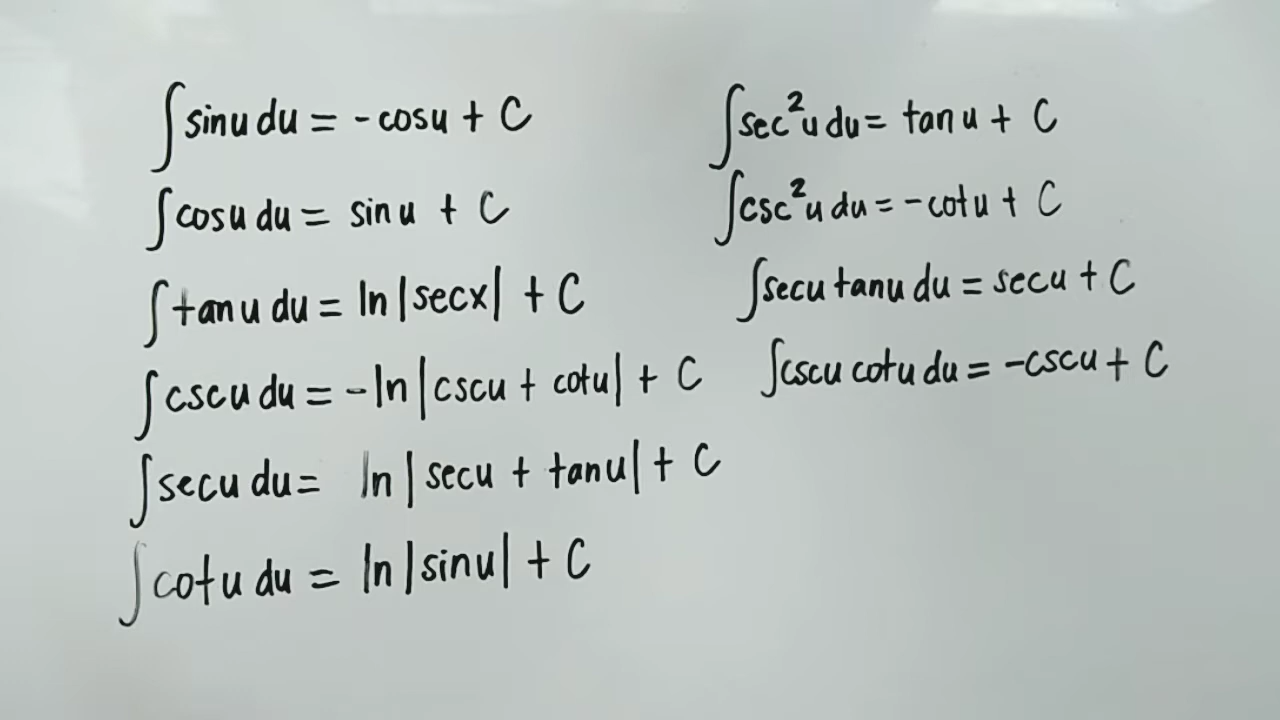 ∫sinu du = -cosu + C
∫cosu du = sinu + C
∫tanu du = ln|secx| + C
∫cscu du = -ln|cscu + cotu| + C
∫secu du = ln|secu + tanu| + C
∫cotu du = ln|sinu| + C
∫sec²u du = tanu + C
∫csc²u du = -cotu + C
∫secu tanu du = secu + C
∫cscu cotu du = -cscu + C